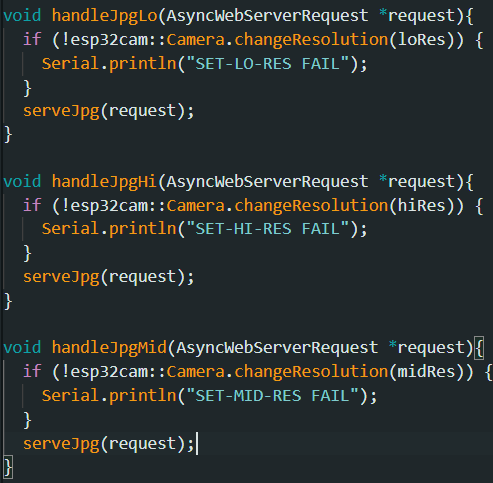 void handleJpgLo(AsyncWebServerRequest *request){
  if (!esp32cam::Camera.changeResolution(loRes)) {
    Serial.println("SET-LO-RES FAIL");
  }
  serveJpg(request);
}

void handleJpgHi(AsyncWebServerRequest *request){
  if (!esp32cam::Camera.changeResolution(hiRes)) {
    Serial.println("SET-HI-RES FAIL");
  }
  serveJpg(request);
}

void handleJpgMid(AsyncWebServerRequest *request){
  if (!esp32cam::Camera.changeResolution(midRes)) {
    Serial.println("SET-MID-RES FAIL");
  }
  serveJpg(request);
}